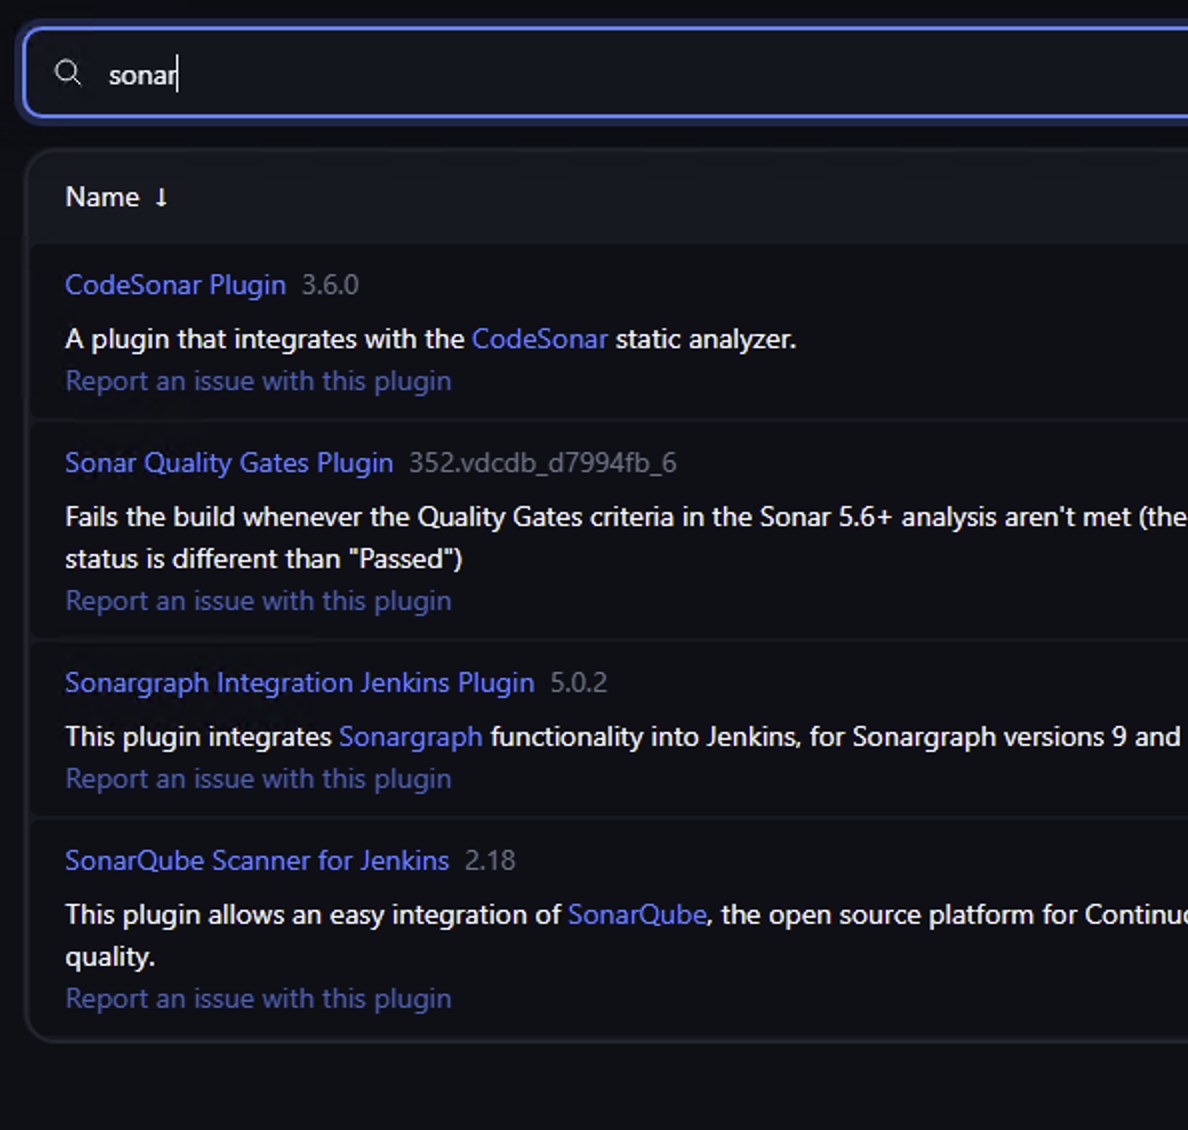 sonar
Name ↓
CodeSonar Plugin 3.6.0
A plugin that integrates with the CodeSonar static analyzer.
Report an issue with this plugin
Sonar Quality Gates Plugin 352.vdcdb_d7994fb_6
Fails the build whenever the Quality Gates criteria in the Sonar 5.6+ analysis aren't met (the
status is different than "Passed")
Report an issue with this plugin
Sonargraph Integration Jenkins Plugin 5.0.2
This plugin integrates Sonargraph functionality into Jenkins, for Sonargraph versions 9 and
Report an issue with this plugin
SonarQube Scanner for Jenkins 2.18
This plugin allows an easy integration of SonarQube, the open source platform for Continuo
quality.
Report an issue with this plugin